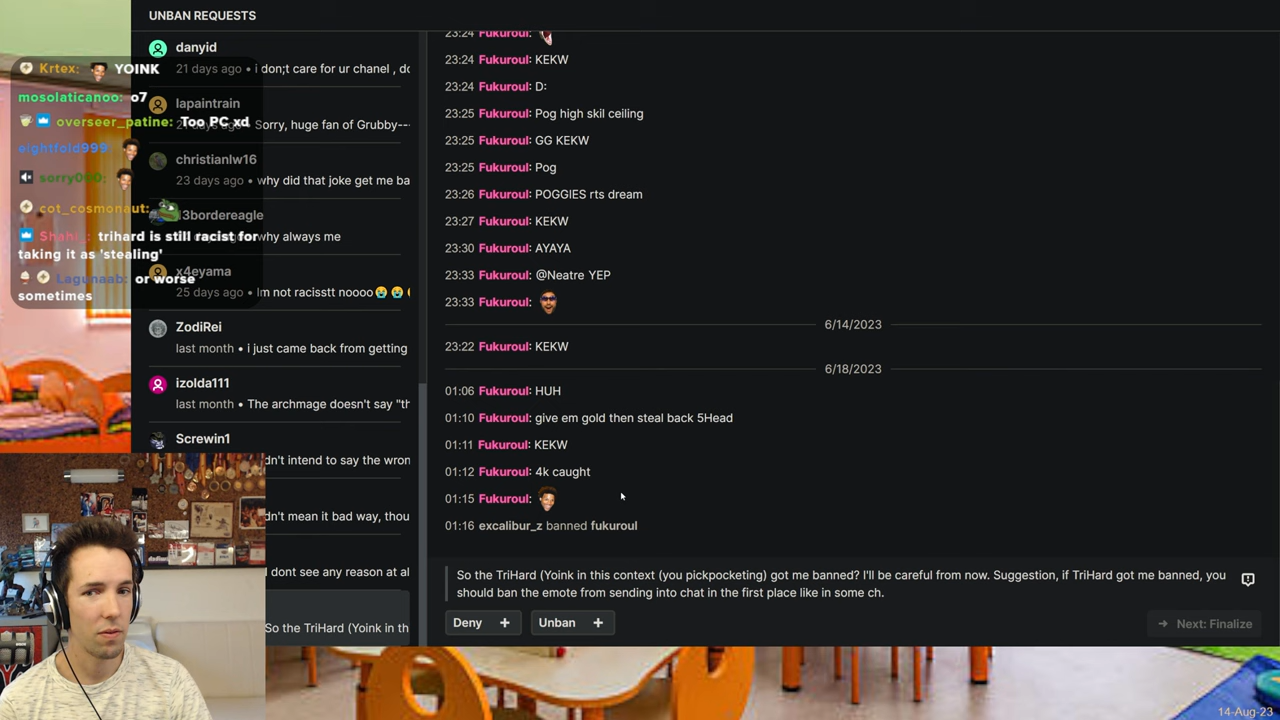 UNBAN REQUESTS
danyid
21 days ago • i don;t care for ur chanel , do
lapaintrain
Sorry, huge fan of Grubby--
christianlw16
23 days ago • why did that joke get me ba
3bordereagle
why always me
x4eyama
25 days ago • Im not racisstt noooo😭😭
ZodiRei
last month • i just came back from getting
izolda111
last month • The archmage doesn't say "th
Screwin1
dn't intend to say the wron
dn't mean it bad way, thou
I dont see any reason at al
So the TriHard (Yoink in th
Krtex: YOINK
mosolaticanoo: o7
overseer_patine: Too PC xd
eightfold999:
sorry000:
cot_cosmonaut:
trihard is still racist for
taking it as 'stealing'
Lagunaab: or worse
sometimes
23:24 Fukuroul:
23:24 Fukuroul: KEKW
23:24 Fukuroul: D:
23:25 Fukuroul: Pog high skil ceiling
23:25 Fukuroul: GG KEKW
23:25 Fukuroul: Pog
23:26 Fukuroul: POGGIES rts dream
23:27 Fukuroul: KEKW
23:30 Fukuroul: AYAYA
23:33 Fukuroul: @Neatre YEP
23:33 Fukuroul:
6/14/2023
23:22 Fukuroul: KEKW
6/18/2023
01:06 Fukuroul: HUH
01:10 Fukuroul: give em gold then steal back 5Head
01:11 Fukuroul: KEKW
01:12 Fukuroul: 4k caught
01:15 Fukuroul:
01:16 excalibur_z banned fukuroul
So the TriHard (Yoink in this context (you pickpocketing) got me banned? I'll be careful from now. Suggestion, if TriHard got me banned, you
should ban the emote from sending into chat in the first place like in some ch.
Deny +
Unban +
→ Next: Finalize
14-Aug-23